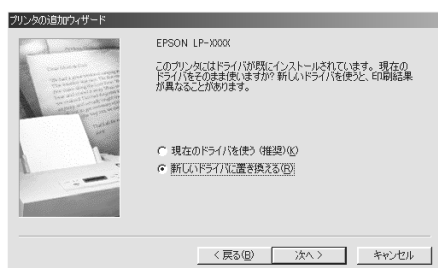 プリンタの追加ウィザード
EPSON LP-XXXX
このプリンタにはドライバが既にインストールされています。現在の
ドライバをそのまま使いますか? 新しいドライバを使うと、印刷結果
が異なることがあります。
現在のドライバを使う (推奨)(K)
新しいドライバに置き換える(R)
< 戻る(B)
次へ >
キャンセル